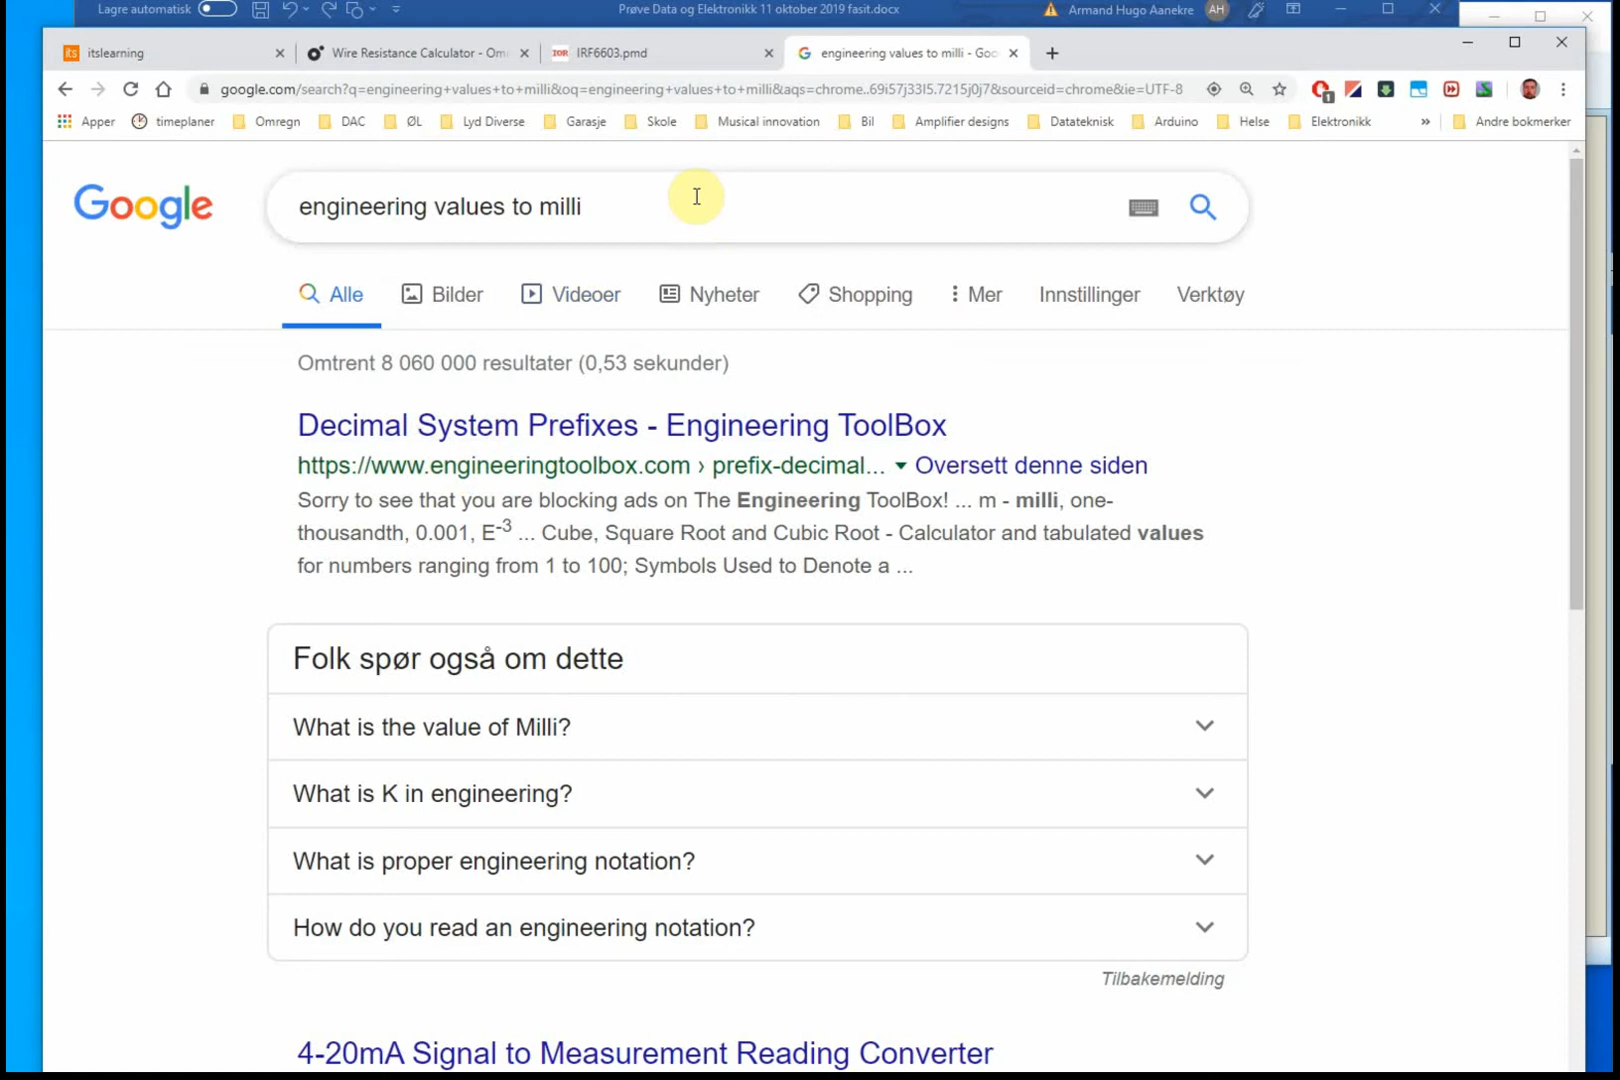 Lagre automatisk
Prøve Data og Elektronikk 11 oktober 2019 fasit.docx
Armand Hugo Aanekre
AH
its
itslearning
Wire Resistance Calculator - Omn
IOR
IRF6603.pmd
G
engineering values to milli - Goo
google.com/search?q=engineering+values+to+milli&oq=engineering+values+to+milli&aqs=chrome..69i57j33l5.7215j0j7&sourceid=chrome&ie=UTF-8
1
Apper
timeplaner
Omregn
DAC
ØL
Lyd Diverse
Garasje
Skole
Musical innovation
Bil
Amplifier designs
Datateknisk
Arduino
Helse
Elektronikk
»
Andre bokmerker
Google
engineering values to milli
Alle
Bilder
Videoer
Nyheter
Shopping
Mer
Innstillinger
Verktøy
Omtrent 8 060 000 resultater (0,53 sekunder)
Decimal System Prefixes - Engineering ToolBox
https://www.engineeringtoolbox.com › prefix-decimal... ▼ Oversett denne siden
Sorry to see that you are blocking ads on The Engineering ToolBox! ... m - milli, one-
thousandth, 0.001, E-3 ... Cube, Square Root and Cubic Root - Calculator and tabulated values
for numbers ranging from 1 to 100; Symbols Used to Denote a ...
Folk spør også om dette
What is the value of Milli?
What is K in engineering?
What is proper engineering notation?
How do you read an engineering notation?
Tilbakemelding
4-20mA Signal to Measurement Reading Converter